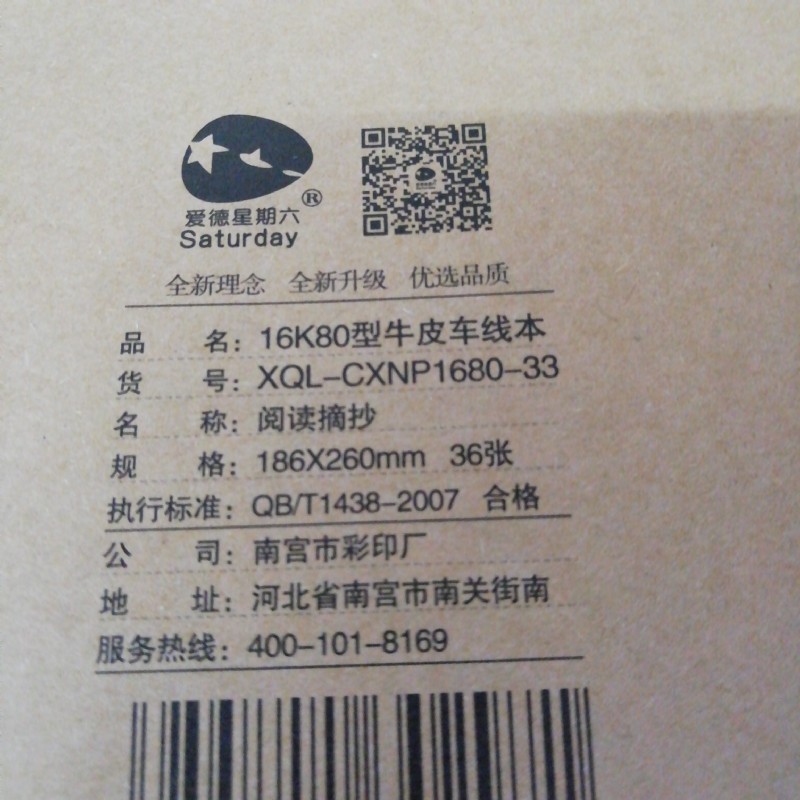 爱德星期六®
Saturday
全新理念 全新升级 优选品质
品 名：16K80型牛皮车线本
货 号：XQL-CXNP1680-33
名 称：阅读摘抄
规 格：186X260mm 36张
执行标准：QB/T1438-2007 合格
公 司：南宫市彩印厂
地 址：河北省南宫市南关街南
服务热线：400-101-8169